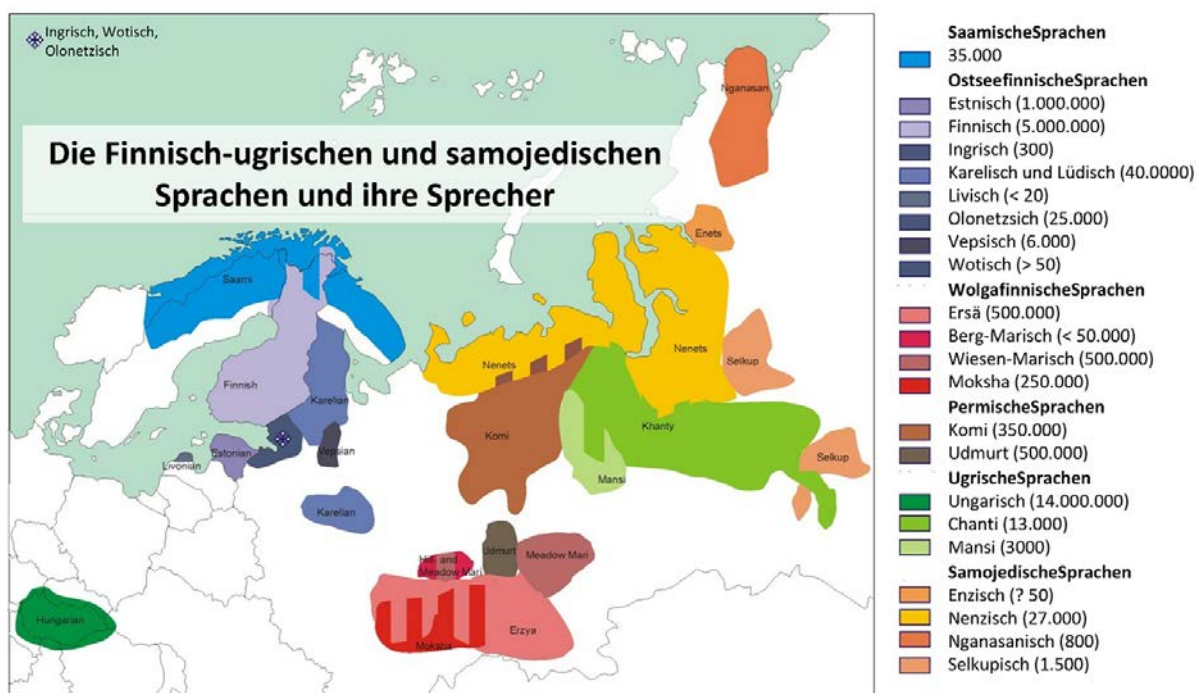 Ingrisch, Wotisch,
Olonetzisch
Die Finnisch-ugrischen und samojedischen
Sprachen und ihre Sprecher
Nganasan
Enets
Saami
Nenets
Nenets
Selkup
Finnish
Karelian
Komi
Khanty
Estonian
Vepsian
Livonian
Selkup
Mansi
Karelian
Udmurt
Meadow Mari
Hill and
Meadow Mari
Hungarian
Erzya
Moksha
SaamischeSprachen
35.000
OstseefinnischeSprachen
Estnisch (1.000.000)
Finnisch (5.000.000)
Ingrisch (300)
Karelisch und Lüdisch (40.0000)
Livisch (< 20)
Olonetzsich (25.000)
Vepsisch (6.000)
Wotisch (> 50)
WolgafinnischeSprachen
Ersä (500.000)
Berg-Marisch (< 50.000)
Wiesen-Marisch (500.000)
Moksha (250.000)
PermischeSprachen
Komi (350.000)
Udmurt (500.000)
UgrischeSprachen
Ungarisch (14.000.000)
Chanti (13.000)
Mansi (3000)
SamojedischeSprachen
Enzisch (? 50)
Nenzisch (27.000)
Nganasanisch (800)
Selkupisch (1.500)